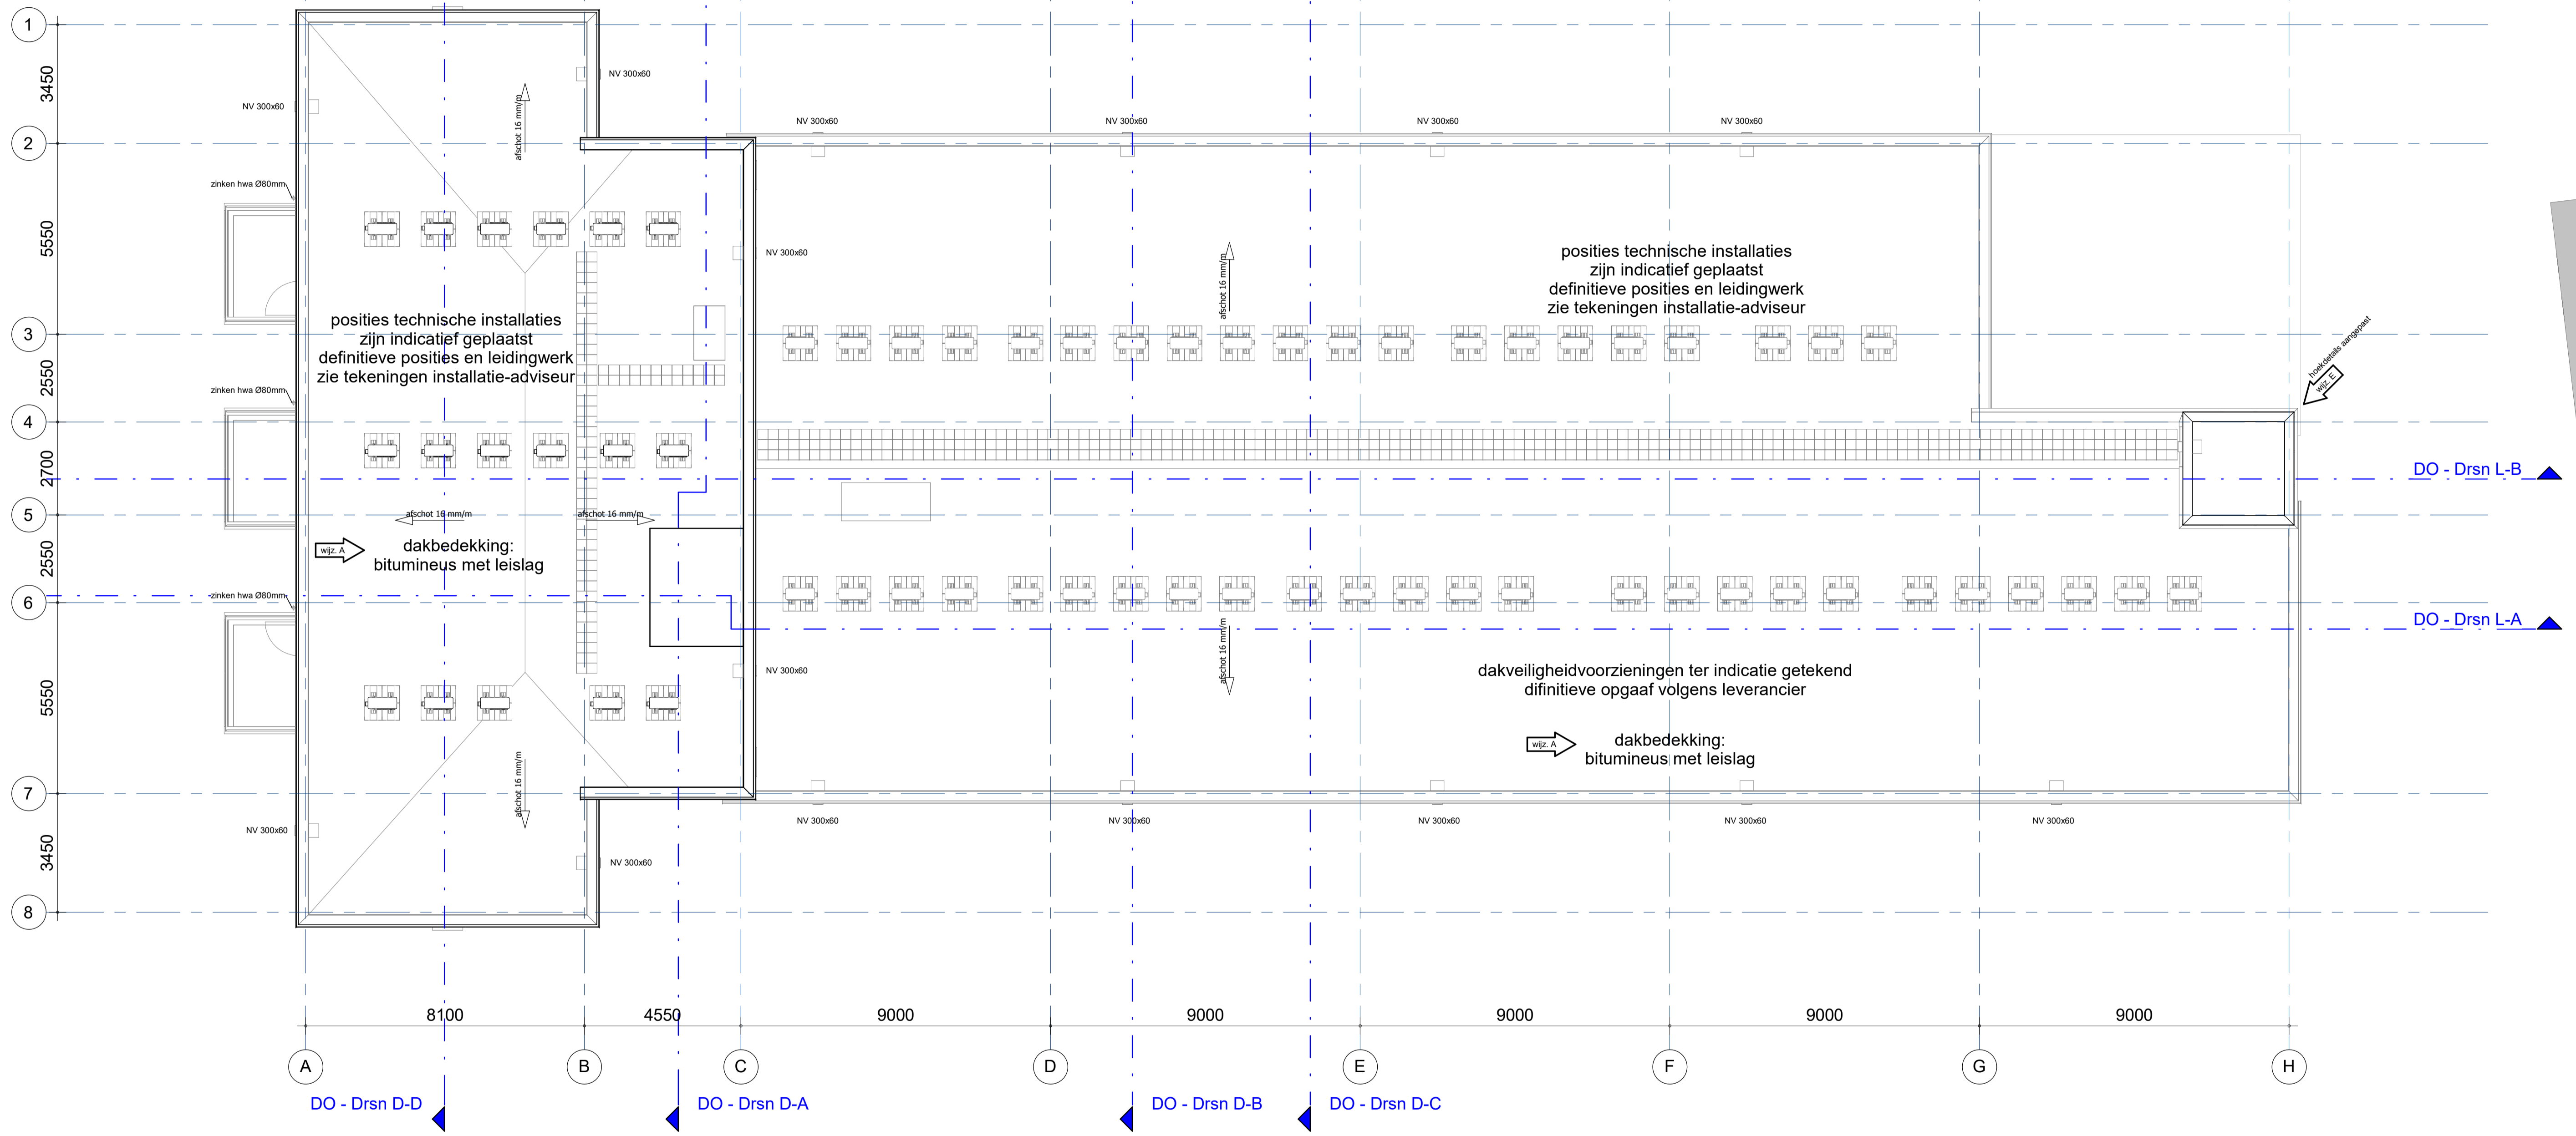 1
3450
NV 300x60
NV 300x60
afschot 16 mm/m
2
NV 300x60
NV 300x60
NV 300x60
NV 300x60
zinken hwa Ø80mm
5550
NV 300x60
afschot 16 mm/m
posities technische installaties
zijn indicatief geplaatst
definitieve posities en leidingwerk
zie tekeningen installatie-adviseur
posities technische installaties
zijn indicatief geplaatst
definitieve posities en leidingwerk
zie tekeningen installatie-adviseur
3
2550
zinken hwa Ø80mm
hoekdetails aangepast
wijz. E
4
2700
DO - Drsn L-B
5
afschot 16 mm/m
afschot 16 mm/m
wijz. A
dakbedekking:
bitumineus met leislag
2550
zinken hwa Ø80mm
6
DO - Drsn L-A
afschot 16 mm/m
5550
NV 300x60
dakveiligheidvoorzieningen ter indicatie getekend
difinitieve opgaaf volgens leverancier
wijz. A
dakbedekking:
bitumineus met leislag
afschot 16 mm/m
7
NV 300x60
NV 300x60
NV 300x60
NV 300x60
NV 300x60
NV 300x60
3450
NV 300x60
8
8100
4550
9000
9000
9000
9000
9000
A
B
C
D
E
F
G
H
DO - Drsn D-D
DO - Drsn D-A
DO - Drsn D-B
DO - Drsn D-C